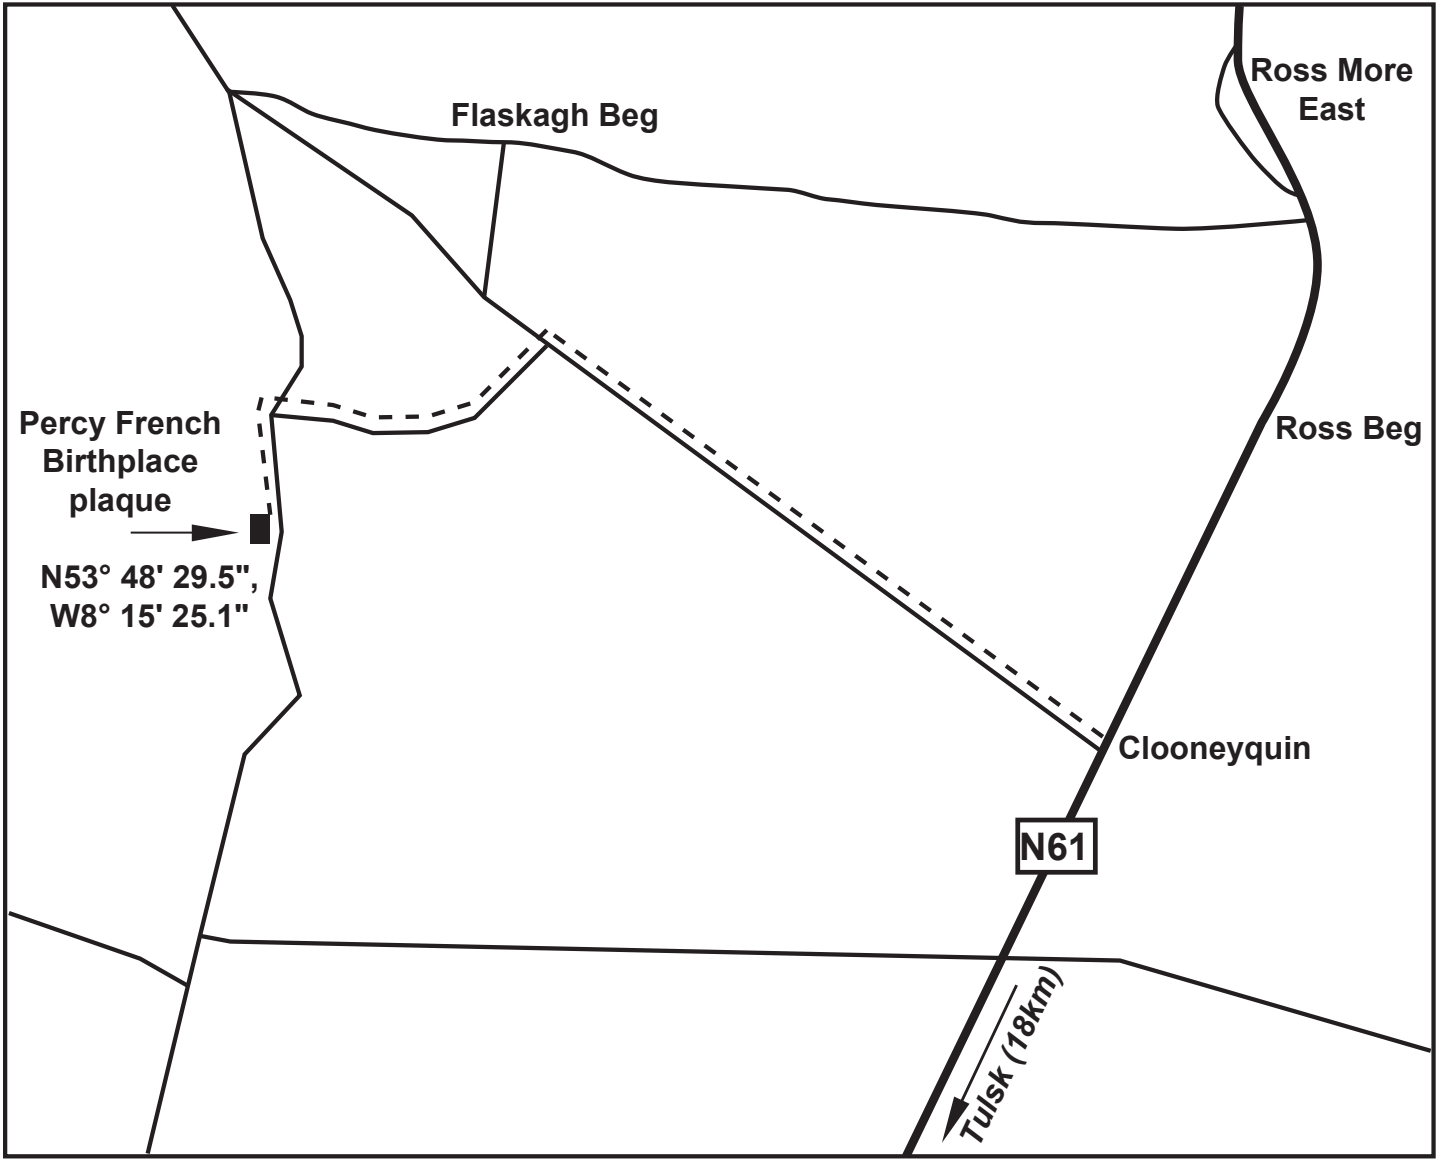 Ross More
East
Flaskagh Beg
Percy French
Birthplace
plaque
N53° 48' 29.5",
W8° 15' 25.1"
Ross Beg
Clooneyquin
N61
Tulsk (18km)